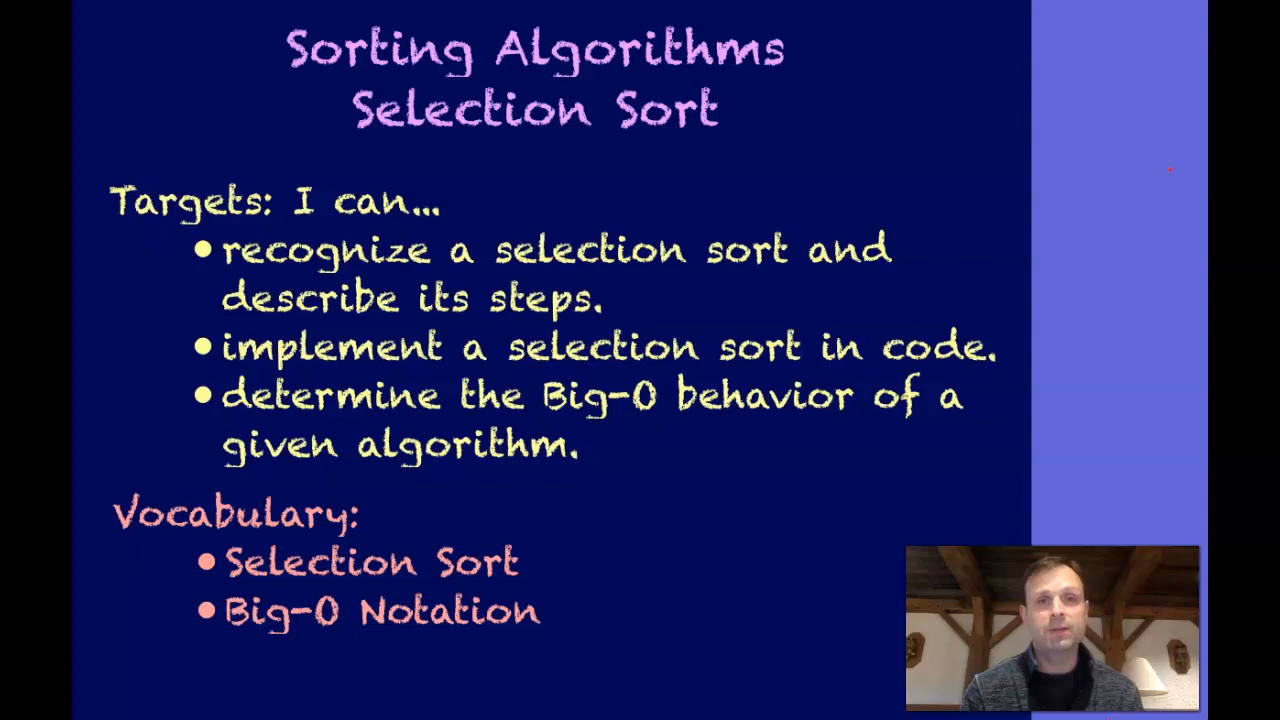 Sorting Algorithms
Selection Sort
Targets: I can...
•recognize a selection sort and
describe its steps.
•implement a selection sort in code.
•determine the Big-O behavior of a
given algorithm.
Vocabulary:
•Selection Sort
•Big-O Notation